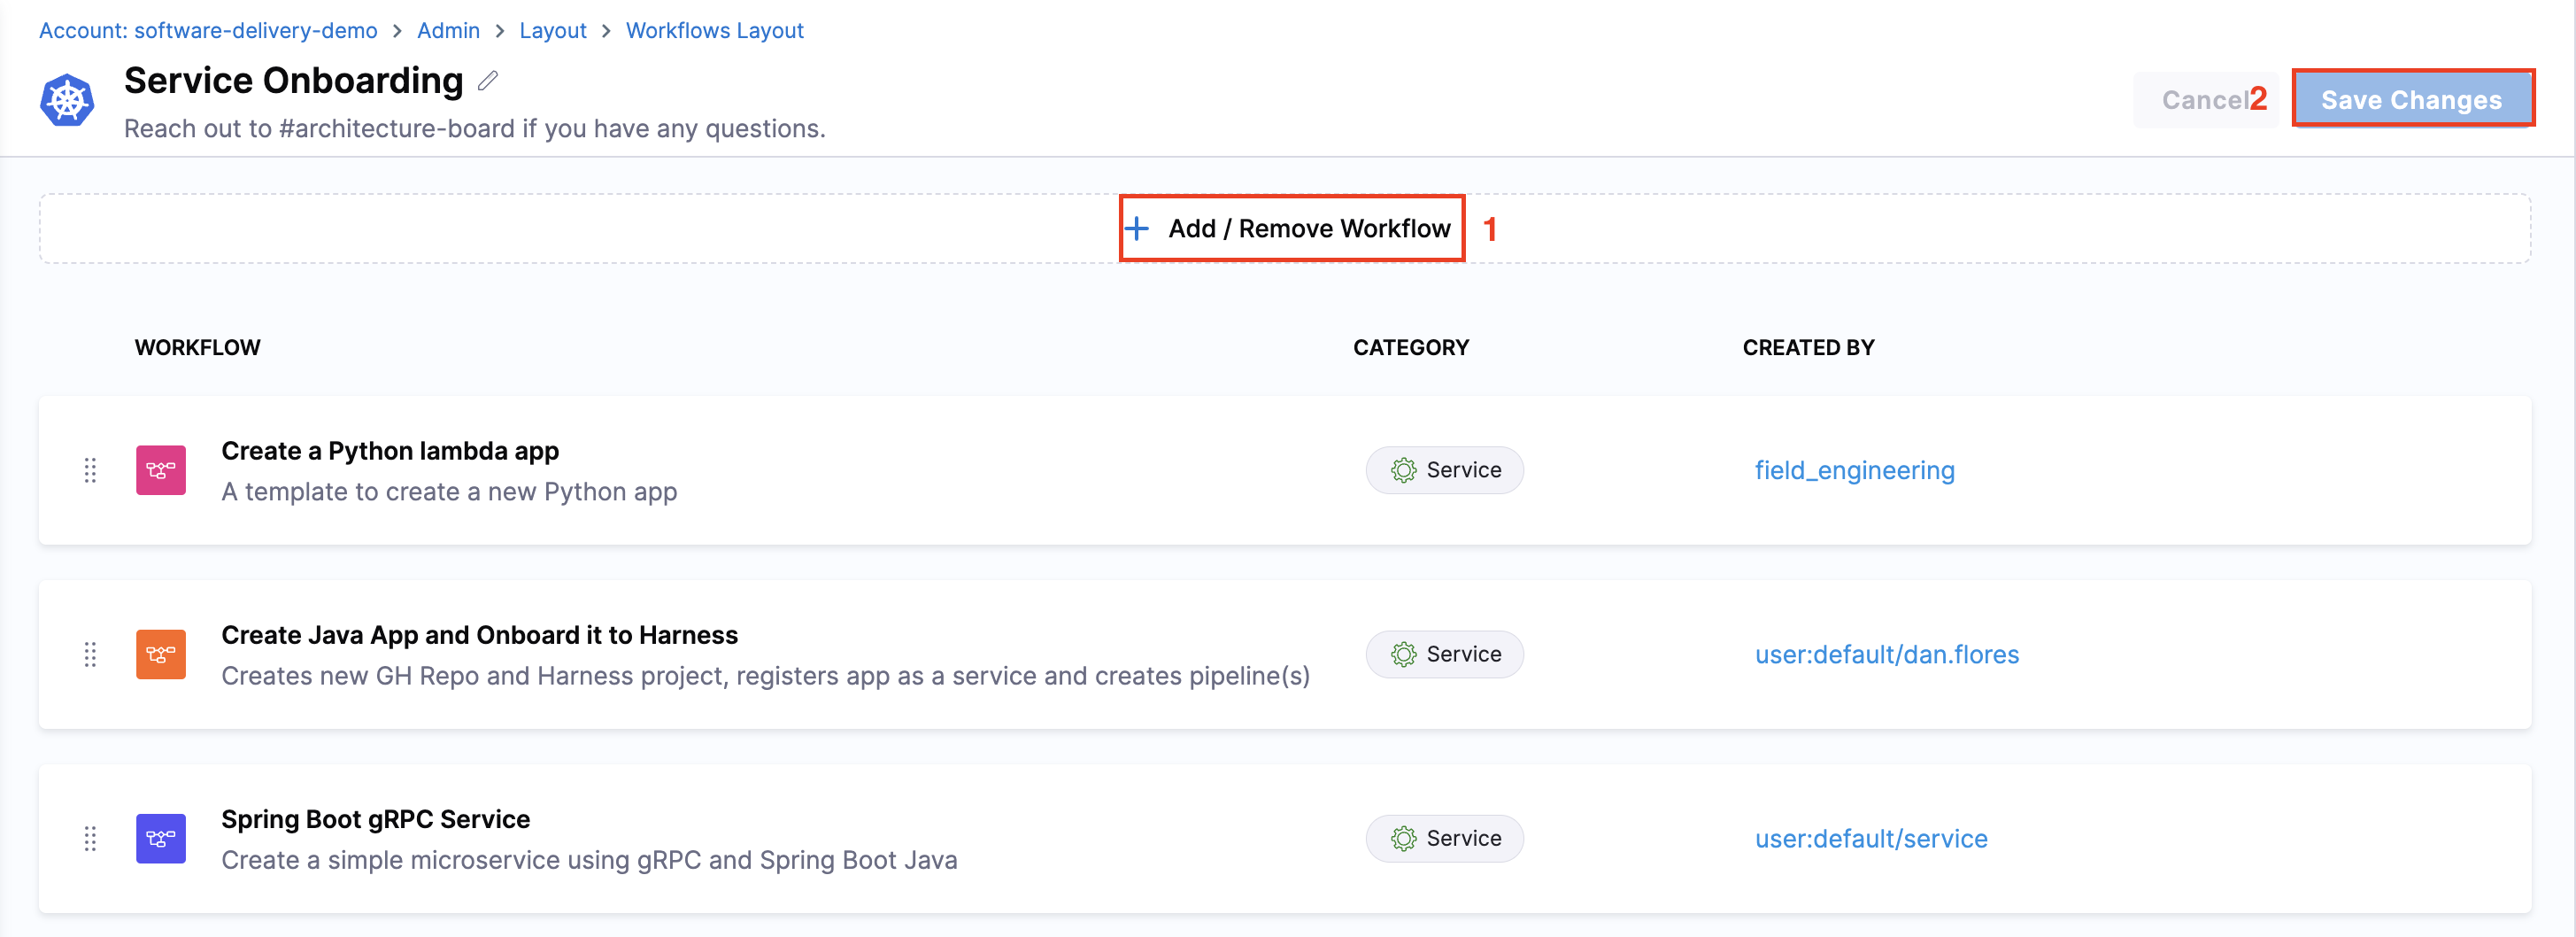 Account: software-delivery-demo > Admin > Layout > Workflows Layout
Service Onboarding
Reach out to #architecture-board if you have any questions.
Cancel 2 Save Changes
+ Add / Remove Workflow 1
WORKFLOW CATEGORY CREATED BY
Create a Python lambda app
A template to create a new Python app
Service
field_engineering
Create Java App and Onboard it to Harness
Creates new GH Repo and Harness project, registers app as a service and creates pipeline(s)
Service
user:default/dan.flores
Spring Boot gRPC Service
Create a simple microservice using gRPC and Spring Boot Java
Service
user:default/service